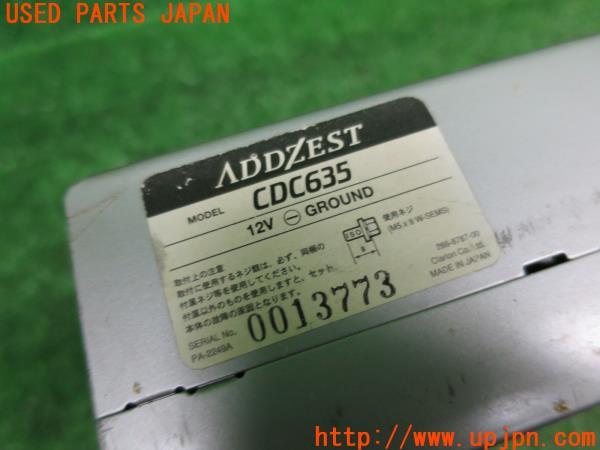 USED PARTS JAPAN
ADDZEST
MODEL CDC635
12V ⊖ GROUND
取付上の注意
取付に使用するネジ数は、必ず、同梱の
付属ネジ等を使用してください。
付属以外のものを使用しますと、セット
本体の故障の原因となります。
ISO
8
使用ネジ
(M5 x 8 W-SEMS)
286-8787-00
Clarion Co., Ltd.
MADE IN JAPAN
SERIAL No. 0013773
PA-2249A
http://www.upjpn.com